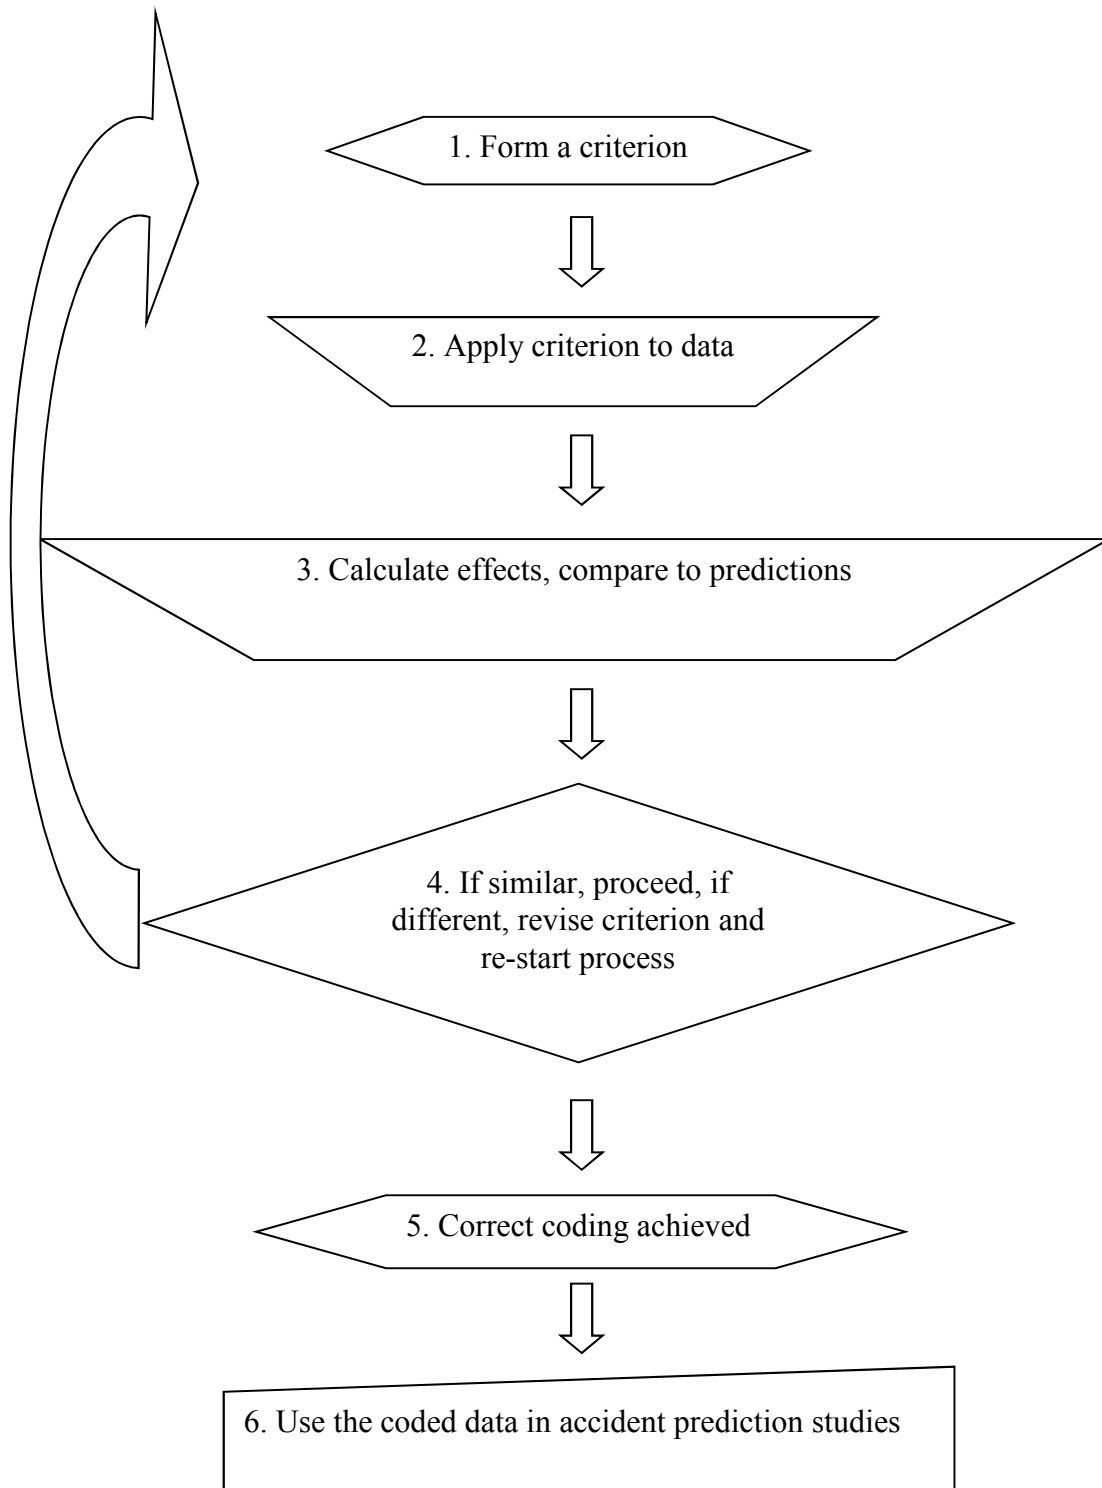 1. Form a criterion
2. Apply criterion to data
3. Calculate effects, compare to predictions
4. If similar, proceed, if
different, revise criterion and
re-start process
5. Correct coding achieved
6. Use the coded data in accident prediction studies